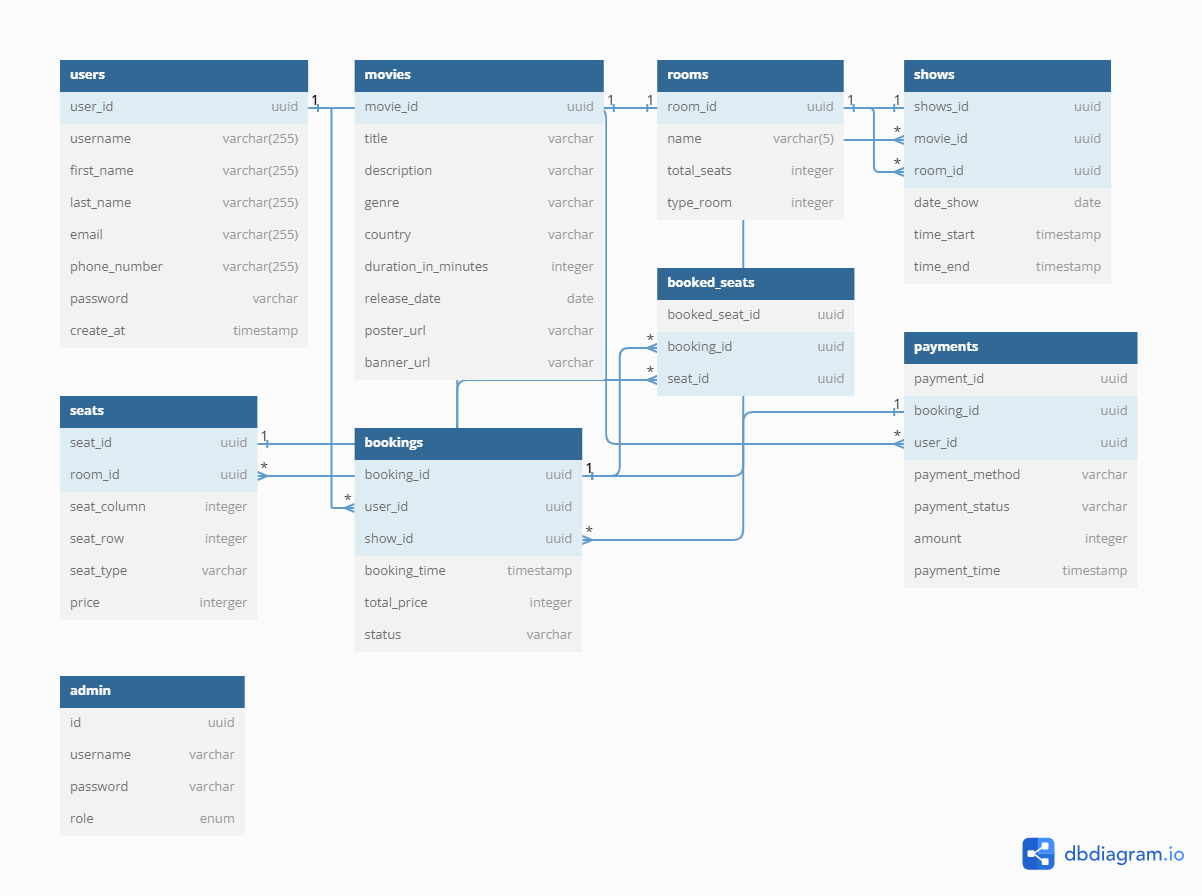 users
user_id uuid
username varchar(255)
first_name varchar(255)
last_name varchar(255)
email varchar(255)
phone_number varchar(255)
password varchar
create_at timestamp
1
movies
movie_id uuid
title varchar
description varchar
genre varchar
country varchar
duration_in_minutes integer
release_date date
poster_url varchar
banner_url varchar
1
1
rooms
room_id uuid
name varchar(5)
total_seats integer
type_room integer
1
1
*
*
shows
shows_id uuid
movie_id uuid
room_id uuid
date_show date
time_start timestamp
time_end timestamp
booked_seats
booked_seat_id uuid
* booking_id uuid
* seat_id uuid
payments
payment_id uuid
1 booking_id uuid
* user_id uuid
payment_method varchar
payment_status varchar
amount integer
payment_time timestamp
seats
seat_id uuid 1
room_id uuid *
seat_column integer
seat_row integer
seat_type varchar
price interger
bookings
booking_id uuid 1
* user_id uuid
show_id uuid *
booking_time timestamp
total_price integer
status varchar
admin
id uuid
username varchar
password varchar
role enum
dbdiagram.io